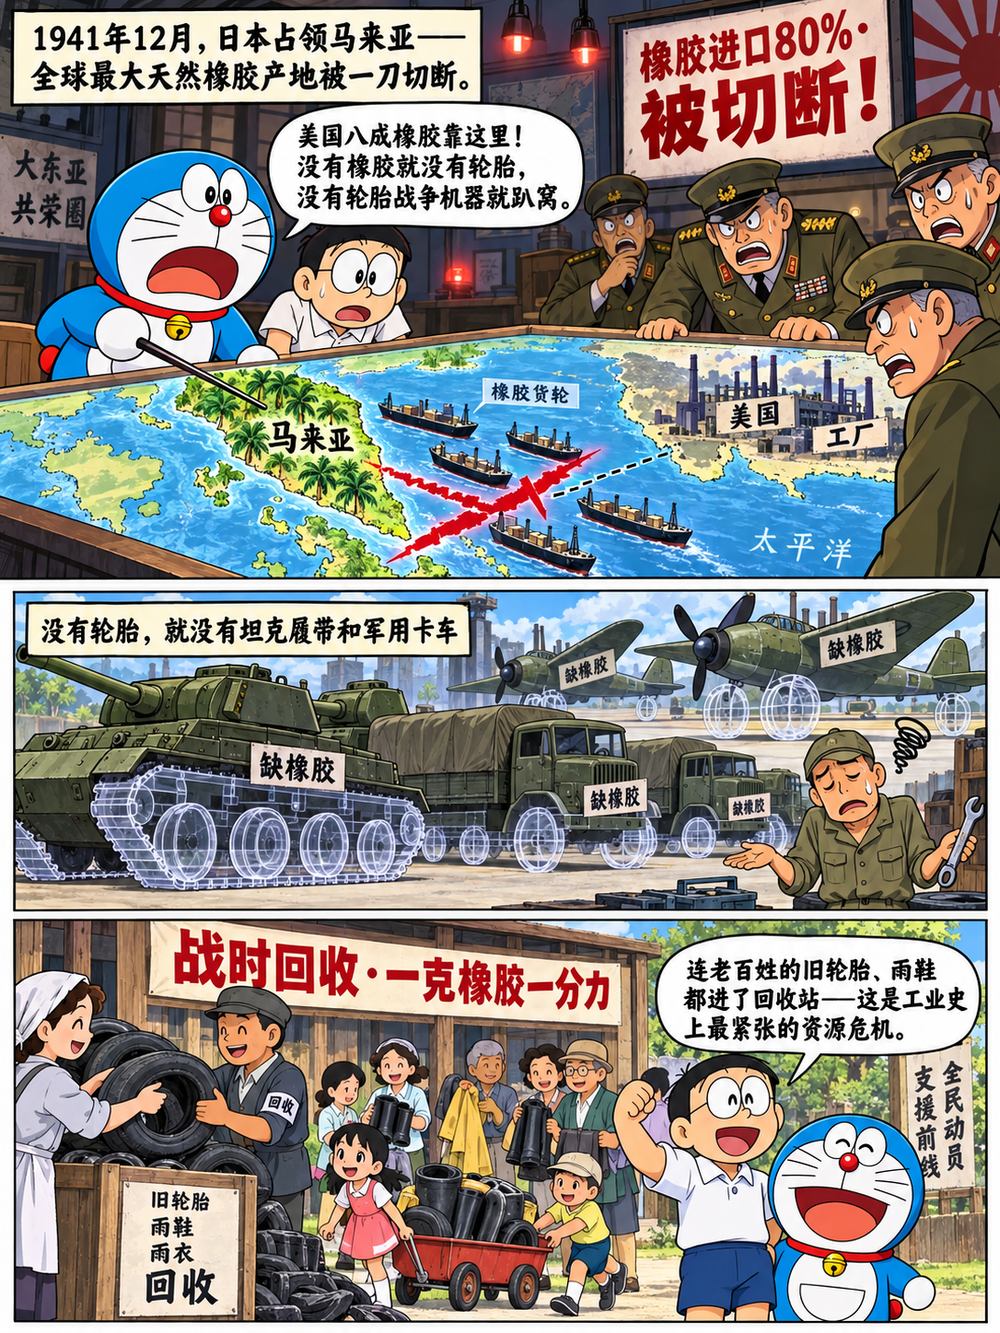 1941年12月，日本占领马来亚——
全球最大天然橡胶产地被一刀切断。
橡胶进口80%·
被切断！
大东亚
共荣圈
美国八成橡胶靠这里！
没有橡胶就没有轮胎，
没有轮胎战争机器就趴窝。
橡胶货轮
马来亚
美国
工厂
太平洋
没有轮胎，就没有坦克履带和军用卡车
缺橡胶
缺橡胶
缺橡胶
缺橡胶
缺橡胶
战时回收·一克橡胶一分力
连老百姓的旧轮胎、雨鞋
都进了回收站——这是工业史
上最紧张的资源危机。
回收
全民动员
支援前线
旧轮胎
雨鞋
雨衣
回收